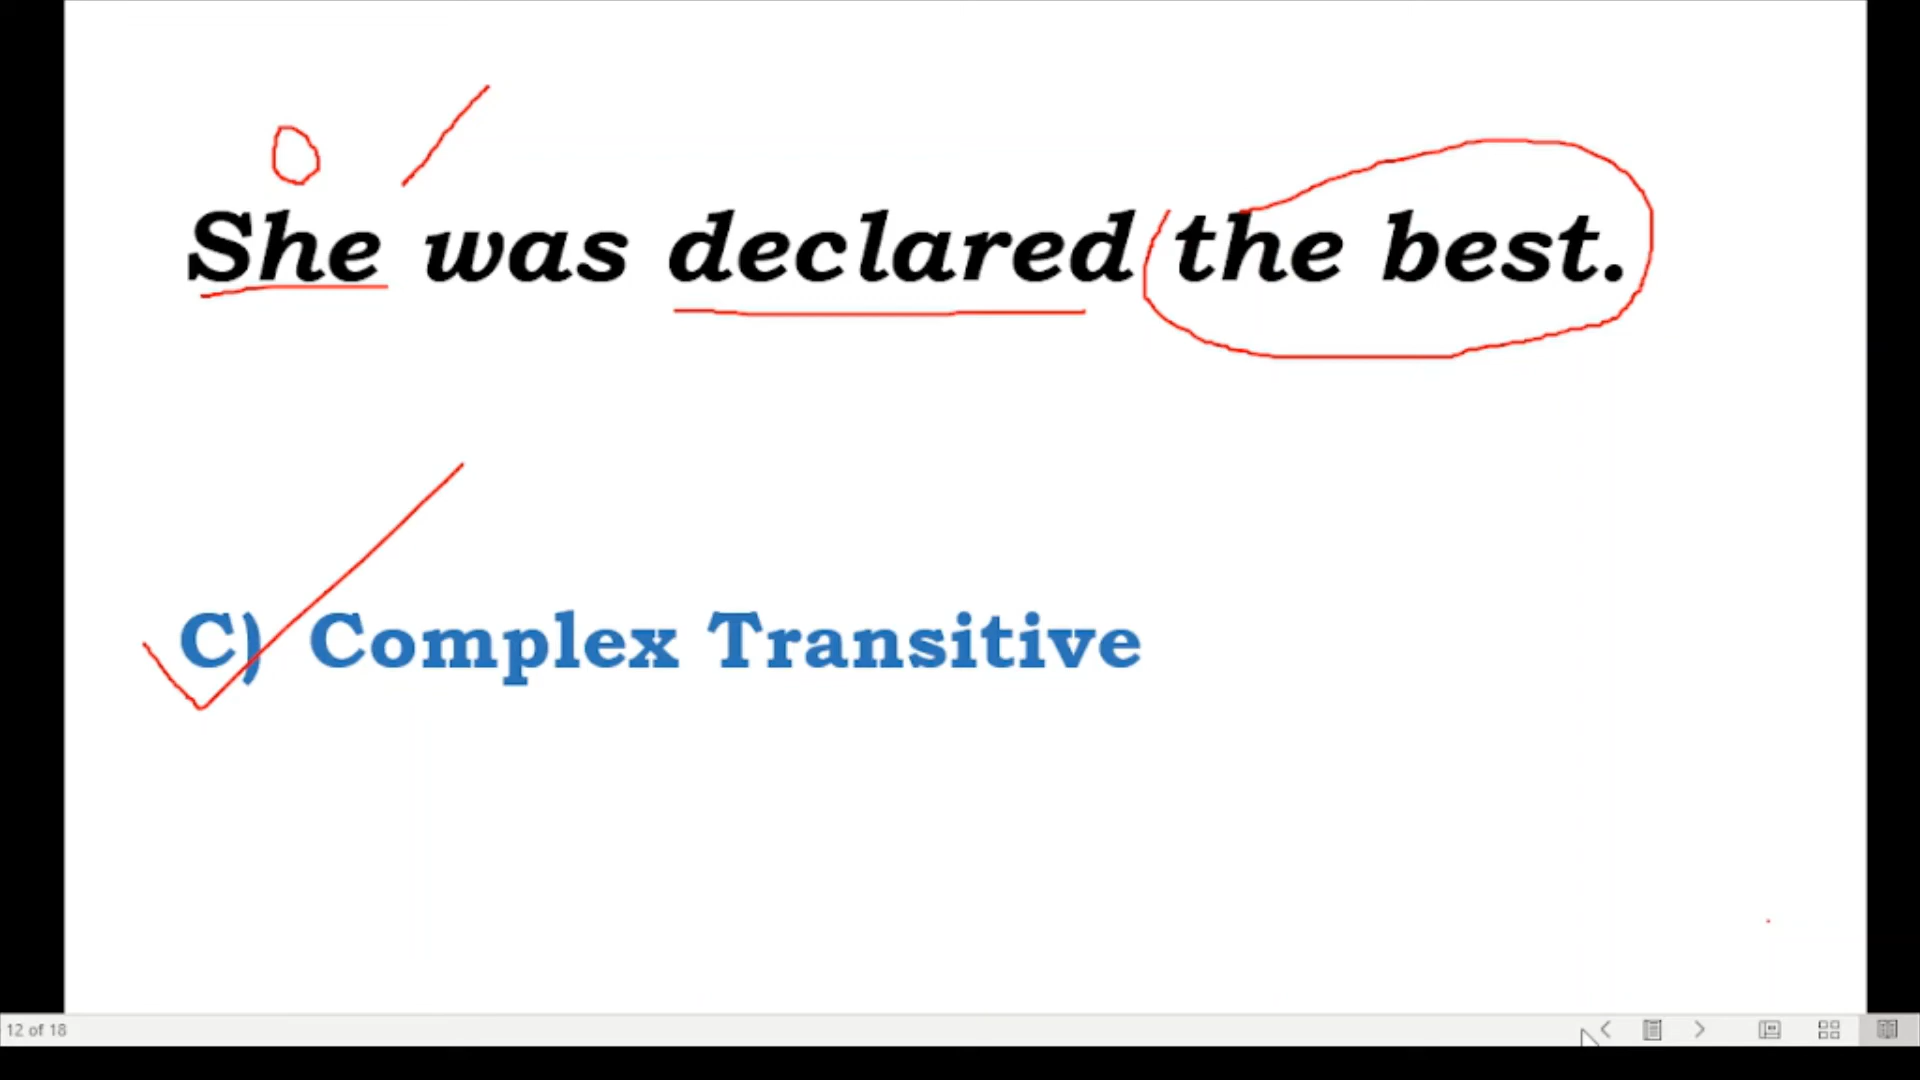 She was declared the best.
C) Complex Transitive
12 of 18